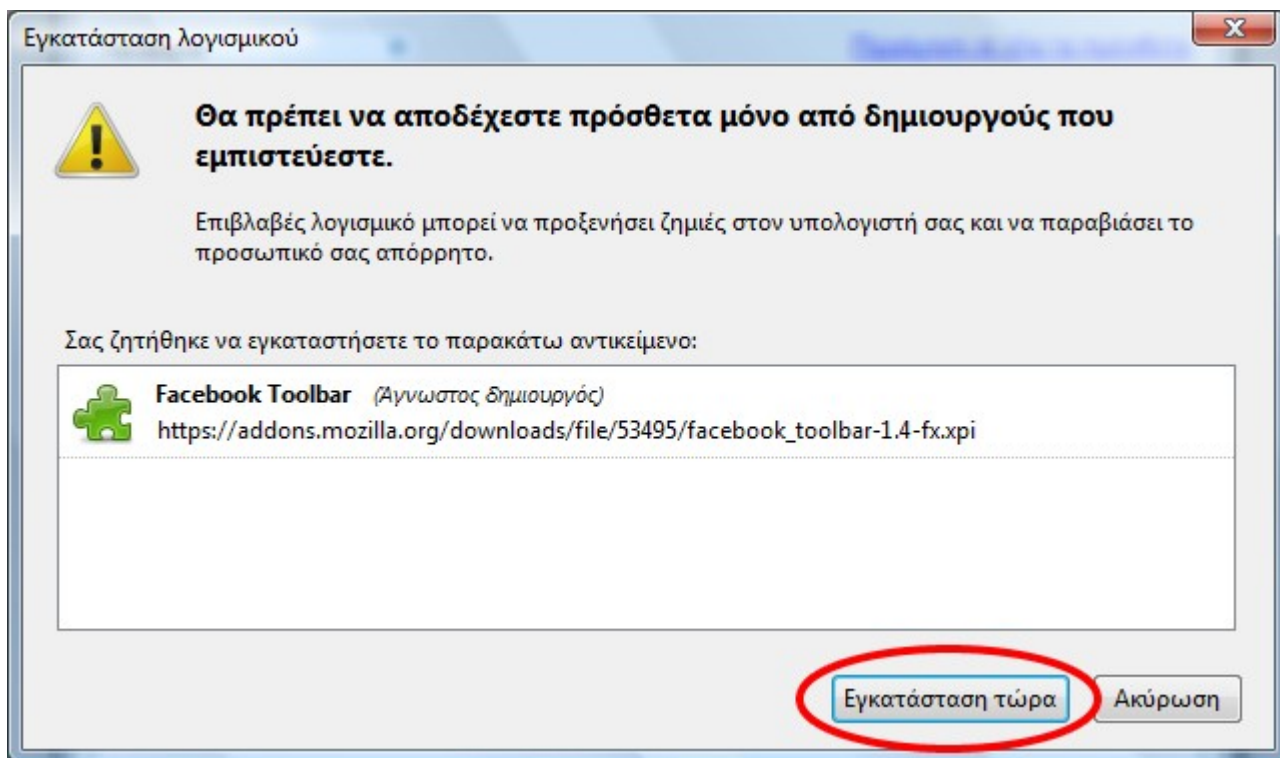 Εγκατάσταση λογισμικού
Θα πρέπει να αποδέχεστε πρόσθετα μόνο από δημιουργούς που
εμπιστεύεστε.
Επιβλαβές λογισμικό μπορεί να προξενήσει ζημιές στον υπολογιστή σας και να παραβιάσει το
προσωπικό σας απόρρητο.
Σας ζητήθηκε να εγκαταστήσετε το παρακάτω αντικείμενο:
Facebook Toolbar (Άγνωστος δημιουργός)
https://addons.mozilla.org/downloads/file/53495/facebook_toolbar-1.4-fx.xpi
Εγκατάσταση τώρα Ακύρωση